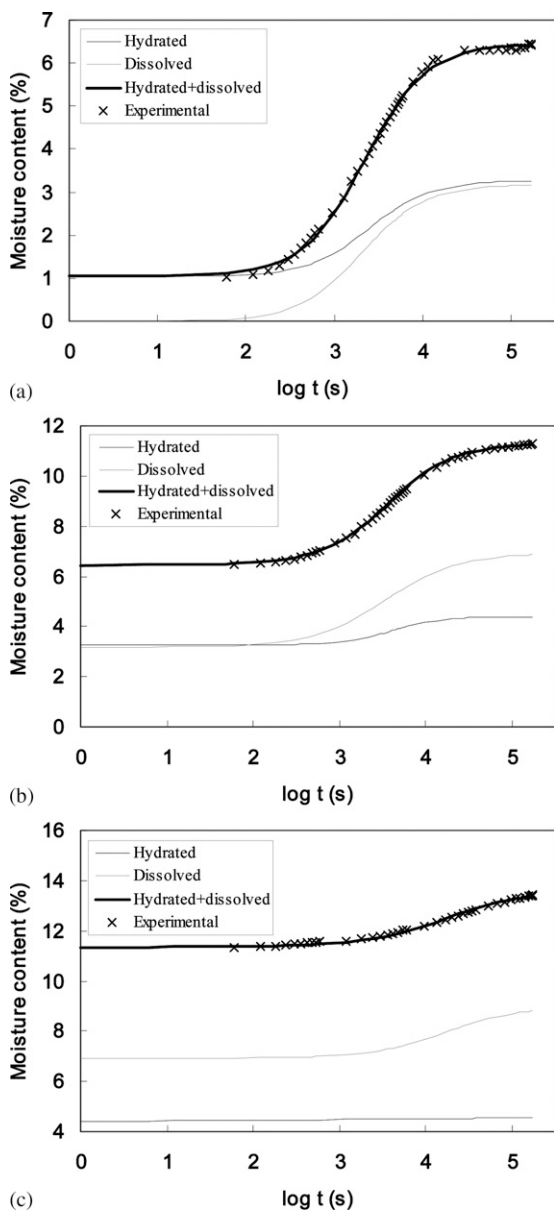 7
6
5
4
3
2
1
0
Moisture content (%)
Hydrated
Dissolved
Hydrated+dissolved
Experimental
0 1 2 3 4 5
log t (s)
(a)
12
10
8
6
4
2
0
Moisture content (%)
Hydrated
Dissolved
Hydrated+dissolved
Experimental
0 1 2 3 4 5
log t (s)
(b)
16
14
12
10
8
6
4
Moisture content (%)
Hydrated
Dissolved
Hydrated+dissolved
Experimental
0 1 2 3 4 5
log t (s)
(c)